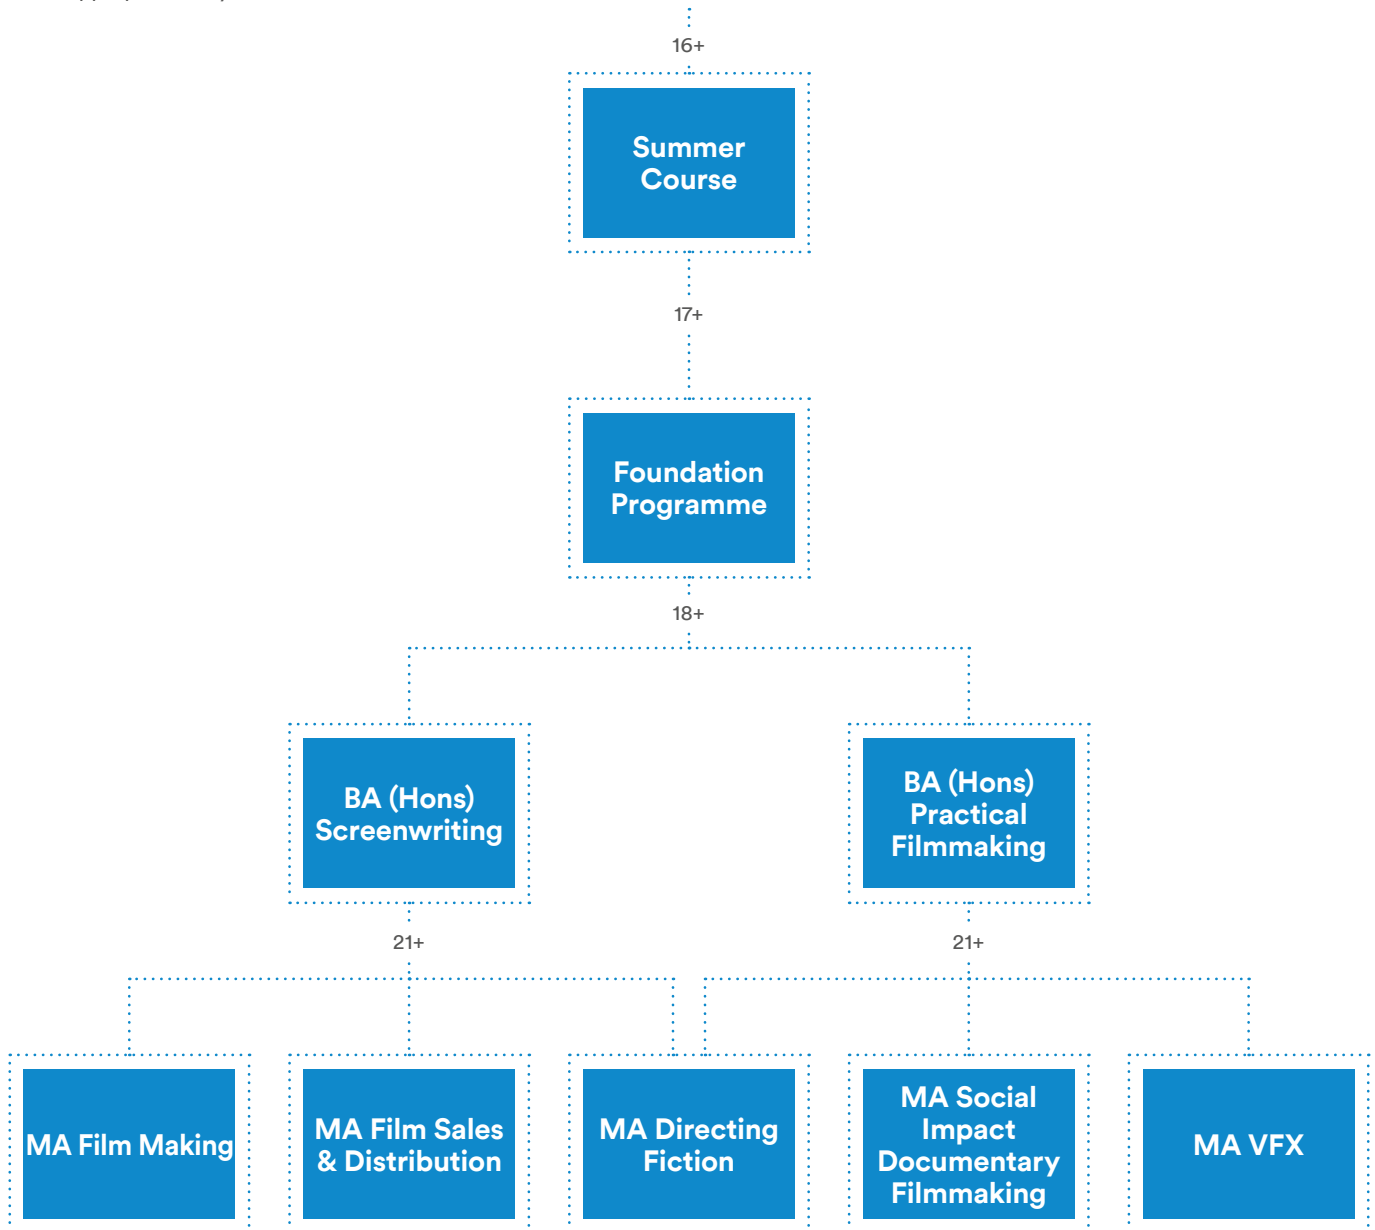 16+
Summer
Course
17+
Foundation
Programme
18+
BA (Hons)
Screenwriting
BA (Hons)
Practical
Filmmaking
21+
21+
MA Film Making
MA Film Sales
& Distribution
MA Directing
Fiction
MA Social
Impact
Documentary
Filmmaking
MA VFX